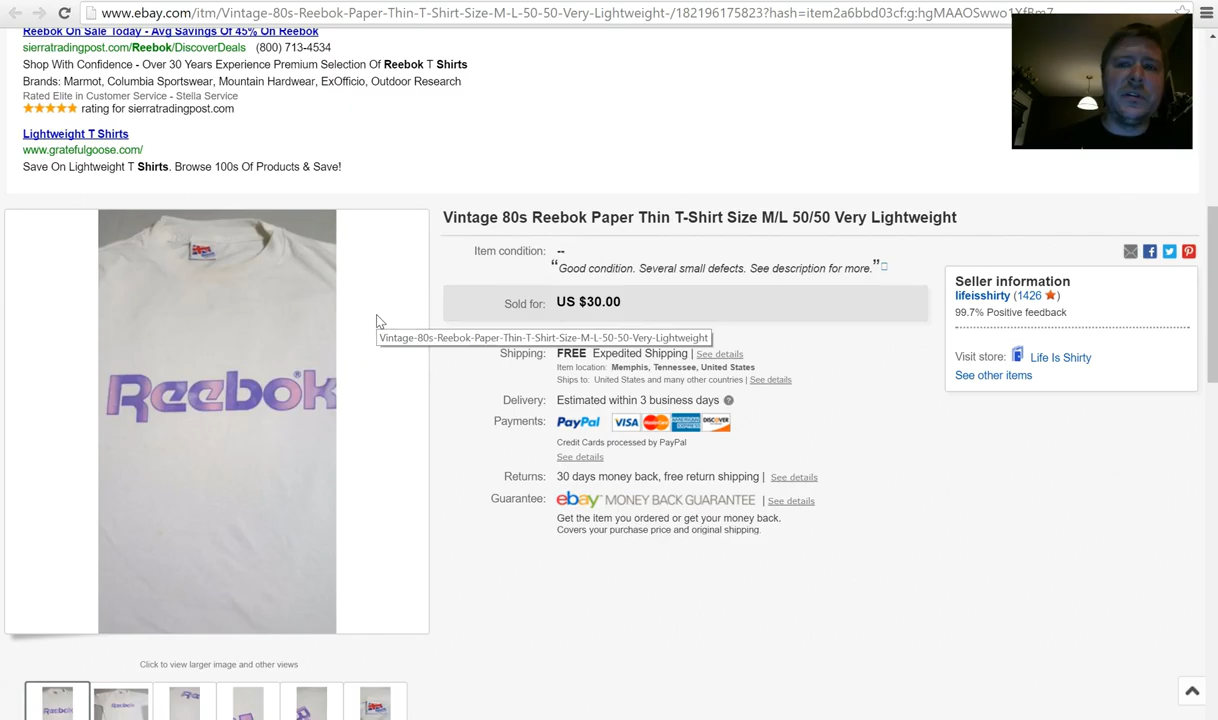 www.ebay.com/itm/Vintage-80s-Reebok-Paper-Thin-T-Shirt-Size-M-L-50-50-Very-Lightweight-/182196175823?hash=item2a6bbd03cf:g:hgMAAOSwwo1XfBm7
Reebok On Sale Today - Avg Savings Of 45% On Reebok
sierratradingpost.com/Reebok/DiscoverDeals (800) 713-4534
Shop With Confidence - Over 30 Years Experience Premium Selection Of Reebok T Shirts
Brands: Marmot, Columbia Sportswear, Mountain Hardwear, ExOfficio, Outdoor Research
Rated Elite in Customer Service - Stella Service
rating for sierratradingpost.com
Lightweight T Shirts
www.gratefulgoose.com/
Save On Lightweight T Shirts. Browse 100s Of Products & Save!
Reebok
Click to view larger image and other views
Vintage 80s Reebok Paper Thin T-Shirt Size M/L 50/50 Very Lightweight
Item condition: --
“Good condition. Several small defects. See description for more.”
Sold for: US $30.00
Vintage-80s-Reebok-Paper-Thin-T-Shirt-Size-M-L-50-50-Very-Lightweight
Shipping: FREE Expedited Shipping | See details
Item location: Memphis, Tennessee, United States
Ships to: United States and many other countries | See details
Delivery: Estimated within 3 business days
Payments: PayPal VISA MasterCard AMERICAN EXPRESS DISCOVER
Credit Cards processed by PayPal
See details
Returns: 30 days money back, free return shipping | See details
Guarantee: ebay MONEY BACK GUARANTEE | See details
Get the item you ordered or get your money back.
Covers your purchase price and original shipping.
Seller information
lifeisshirty (1426 )
99.7% Positive feedback
Visit store: Life Is Shirty
See other items